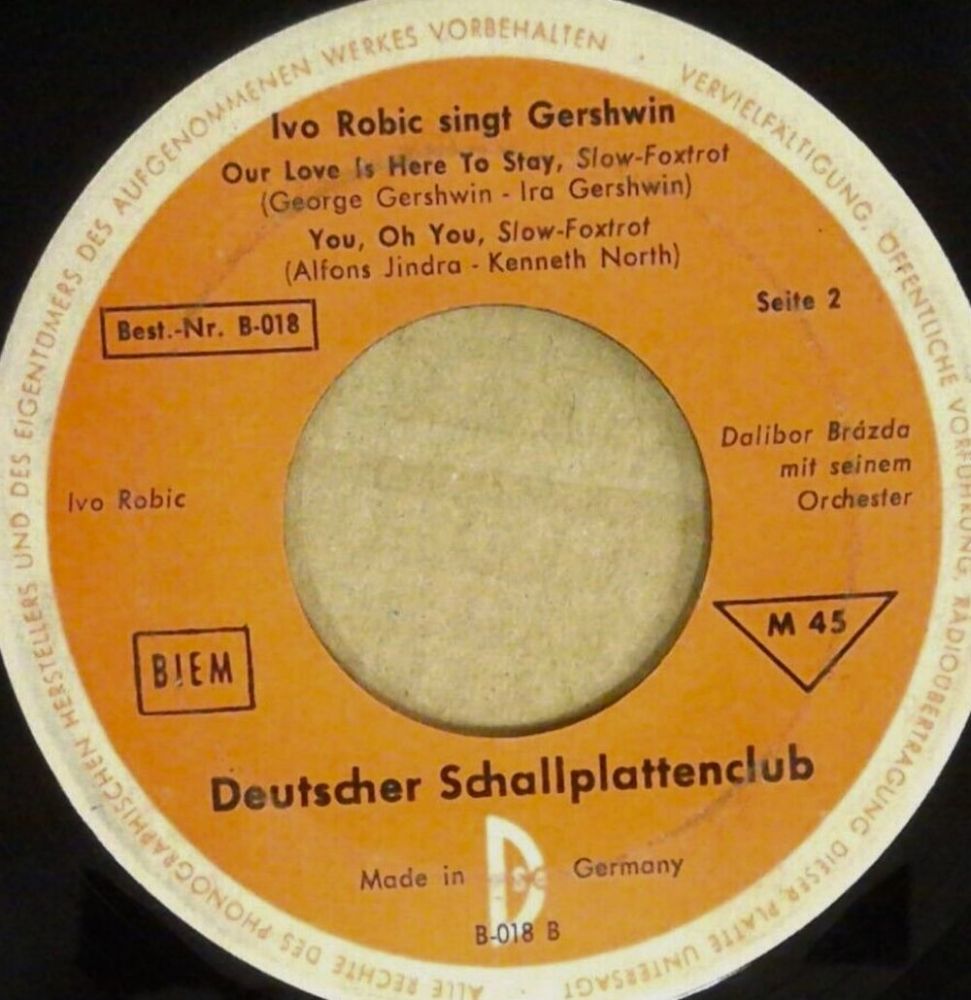 Ivo Robic singt Gershwin
Our Love Is Here To Stay, Slow-Foxtrot
(George Gershwin - Ira Gershwin)
You, Oh You, Slow-Foxtrot
(Alfons Jindra - Kenneth North)
Best.-Nr. B-018
Seite 2
Ivo Robic
Dalibor Brázda
mit seinem
Orchester
BIEM
M 45
Deutscher Schallplattenclub
Made in Germany
Dsc
B-018 B
ALLE RECHTE DES PHONOGRAPHISCHEN HERSTELLERS UND DES EIGENTÜMERS DES AUFGENOMMENEN WERKES VORBEHALTEN · VERVIELFÄLTIGUNG, ÖFFENTLICHE VORFÜHRUNG, RADIOÜBERTRAGUNG DIESER PLATTE UNTERSAGT ·